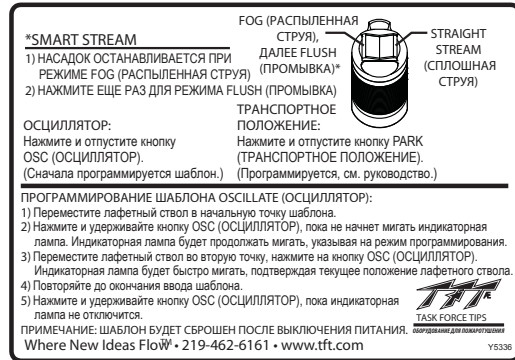 *SMART STREAM
1) НАСАДОК ОСТАНАВЛИВАЕТСЯ ПРИ
РЕЖИМЕ FOG (РАСПЫЛЕННАЯ СТРУЯ)
2) НАЖМИТЕ ЕЩЕ РАЗ ДЛЯ РЕЖИМА FLUSH (ПРОМЫВКА)
FOG (РАСПЫЛЕННАЯ
СТРУЯ),
ДАЛЕЕ FLUSH
(ПРОМЫВКА)*
STRAIGHT
STREAM
(СПЛОШНАЯ
СТРУЯ)
ОСЦИЛЛЯТОР:
Нажмите и отпустите кнопку
OSC (ОСЦИЛЛЯТОР).
(Сначала программируется шаблон.)
ТРАНСПОРТНОЕ
ПОЛОЖЕНИЕ:
Нажмите и отпустите кнопку PARK
(ТРАНСПОРТНОЕ ПОЛОЖЕНИЕ).
(Программируется, см. руководство.)
ПРОГРАММИРОВАНИЕ ШАБЛОНА OSCILLATE (ОСЦИЛЛЯТОР):
1) Переместите лафетный ствол в начальную точку шаблона.
2) Нажмите и удерживайте кнопку OSC (ОСЦИЛЛЯТОР), пока не начнет мигать индикаторная
лампа. Индикаторная лампа будет продолжать мигать, указывая на режим программирования.
3) Переместите лафетный ствол во вторую точку, нажмите на кнопку OSC (ОСЦИЛЛЯТОР).
Индикаторная лампа будет быстро мигать, подтверждая текущее положение лафетного ствола.
4) Повторяйте до окончания ввода шаблона.
5) Нажмите и удерживайте кнопку OSC (ОСЦИЛЛЯТОР), пока индикаторная
лампа не отключится.
ПРИМЕЧАНИЕ: ШАБЛОН БУДЕТ СБРОШЕН ПОСЛЕ ВЫКЛЮЧЕНИЯ ПИТАНИЯ.
Where New Ideas Flow • 219-462-6161 • www.tft.com
TFT
TASK FORCE TIPS
ОБОРУДОВАНИЕ ДЛЯ ПОЖАРОТУШЕНИЯ
Y5336